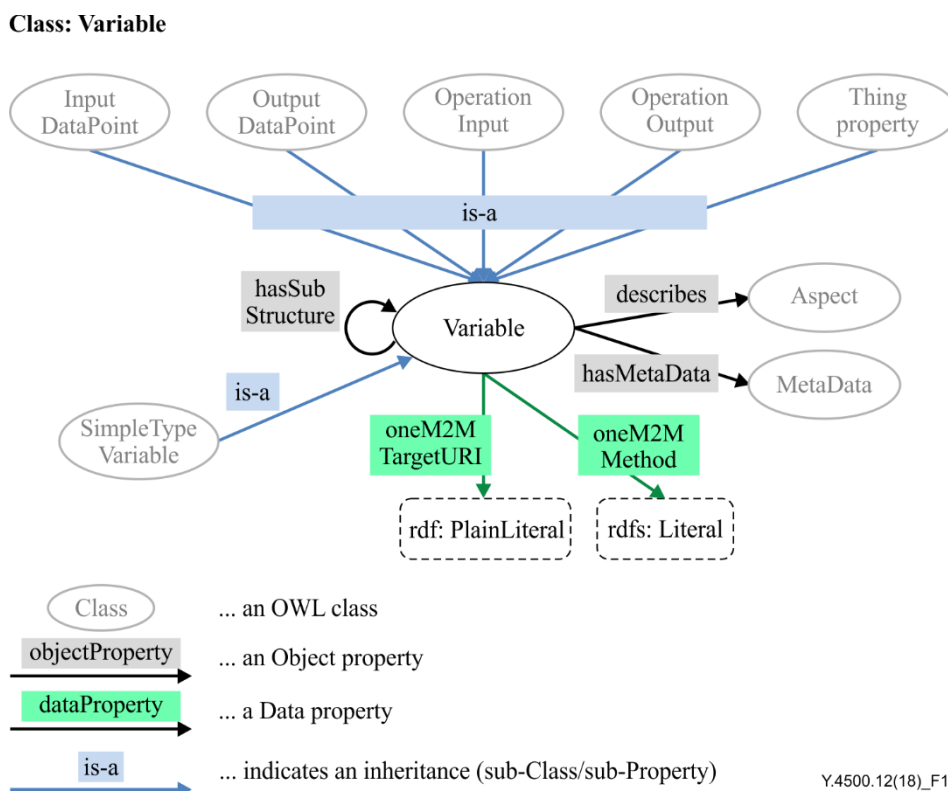 Class: Variable
Input
DataPoint
Output
DataPoint
Operation
Input
Operation
Output
Thing
property
is-a
hasSub
Structure
Variable
describes
Aspect
hasMetaData
MetaData
is-a
SimpleType
Variable
oneM2M
TargetURI
oneM2M
Method
rdf: PlainLiteral
rdfs: Literal
Class
... an OWL class
objectProperty
... an Object property
dataProperty
... a Data property
is-a
... indicates an inheritance (sub-Class/sub-Property)
Y.4500.12(18)_F1